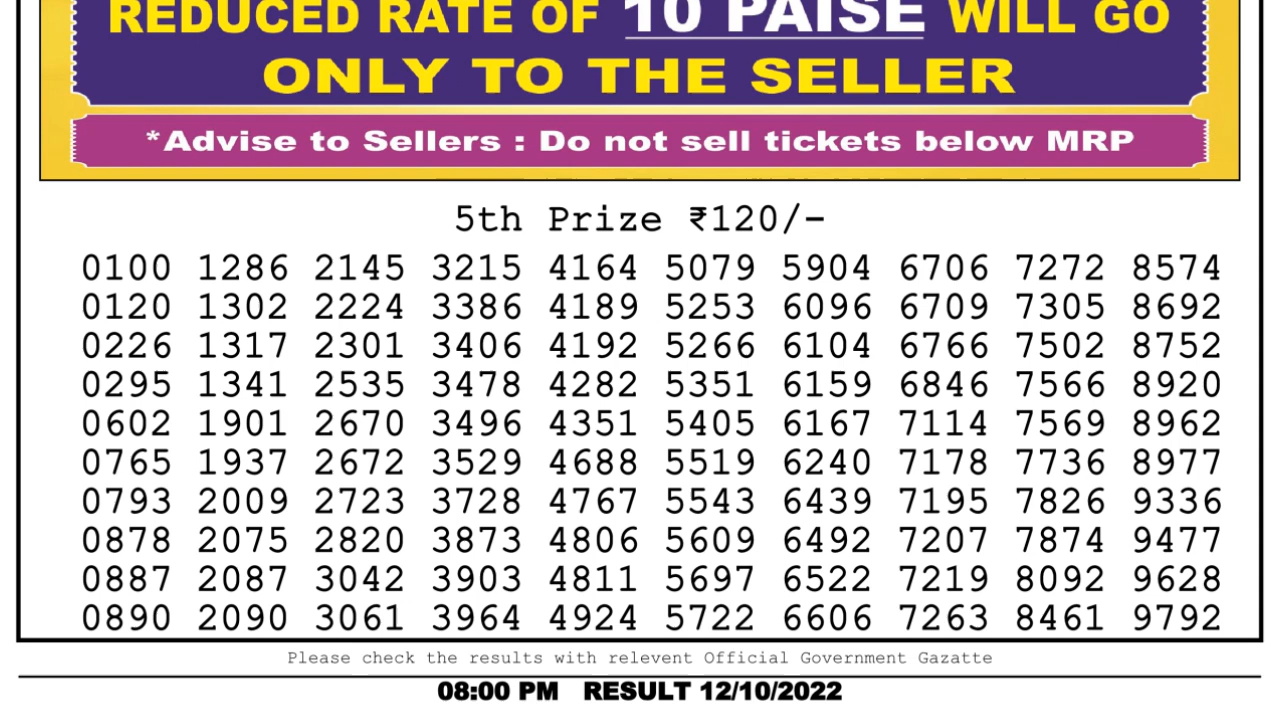 REDUCED RATE OF 10 PAISE WILL GO
ONLY TO THE SELLER
*Advise to Sellers : Do not sell tickets below MRP
5th Prize ₹120/-
0100 1286 2145 3215 4164 5079 5904 6706 7272 8574
0120 1302 2224 3386 4189 5253 6096 6709 7305 8692
0226 1317 2301 3406 4192 5266 6104 6766 7502 8752
0295 1341 2535 3478 4282 5351 6159 6846 7566 8920
0602 1901 2670 3496 4351 5405 6167 7114 7569 8962
0765 1937 2672 3529 4688 5519 6240 7178 7736 8977
0793 2009 2723 3728 4767 5543 6439 7195 7826 9336
0878 2075 2820 3873 4806 5609 6492 7207 7874 9477
0887 2087 3042 3903 4811 5697 6522 7219 8092 9628
0890 2090 3061 3964 4924 5722 6606 7263 8461 9792
Please check the results with relevent Official Government Gazatte
08:00 PM RESULT 12/10/2022